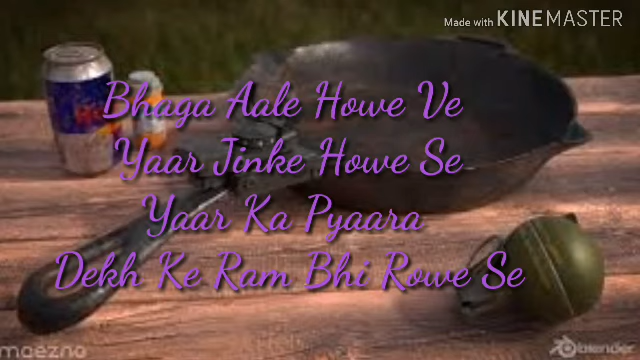 Made with KINEMASTER
Bhaga Aale Howe Ve
Yaar Jinke Howe Se
Yaar Ka Pyaara
Dekh Ke Ram Bhi Rowe Se
maezno
blender